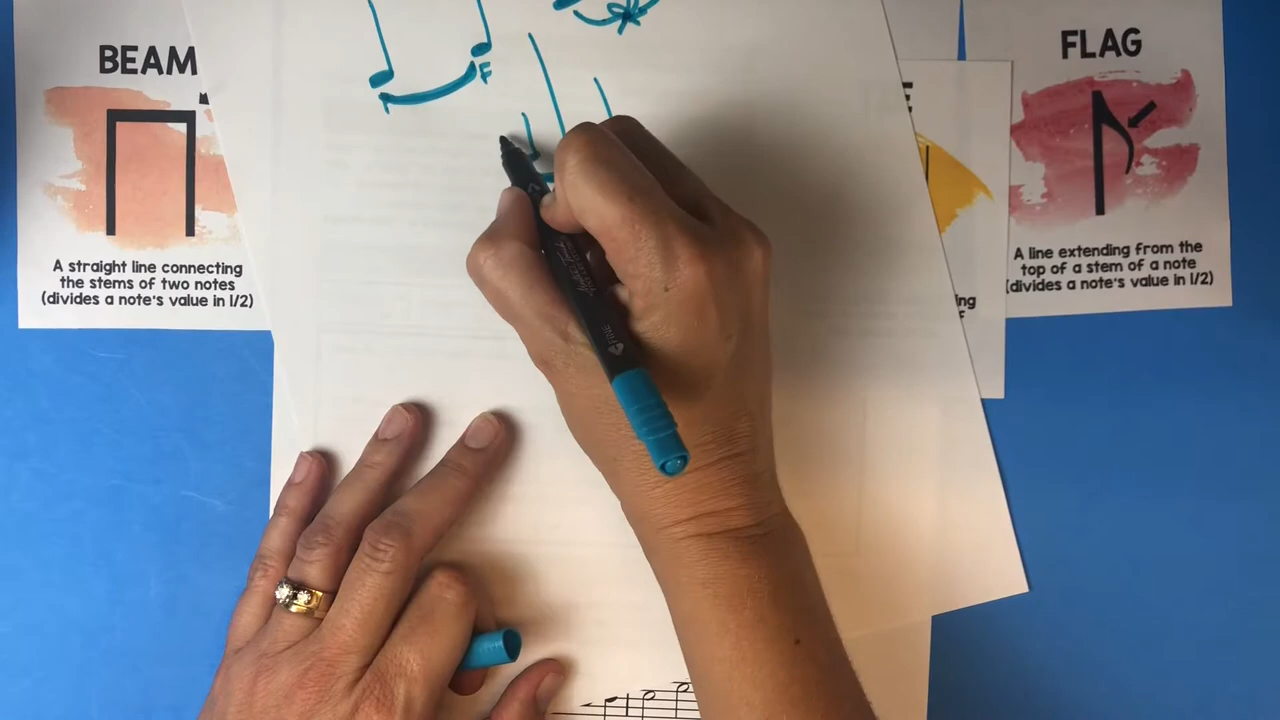 BEAM
A straight line connecting
the stems of two notes
(divides a note's value in 1/2)
F
E
FLAG
A line extending from the
top of a stem of a note
(divides a note's value in 1/2)
FINE